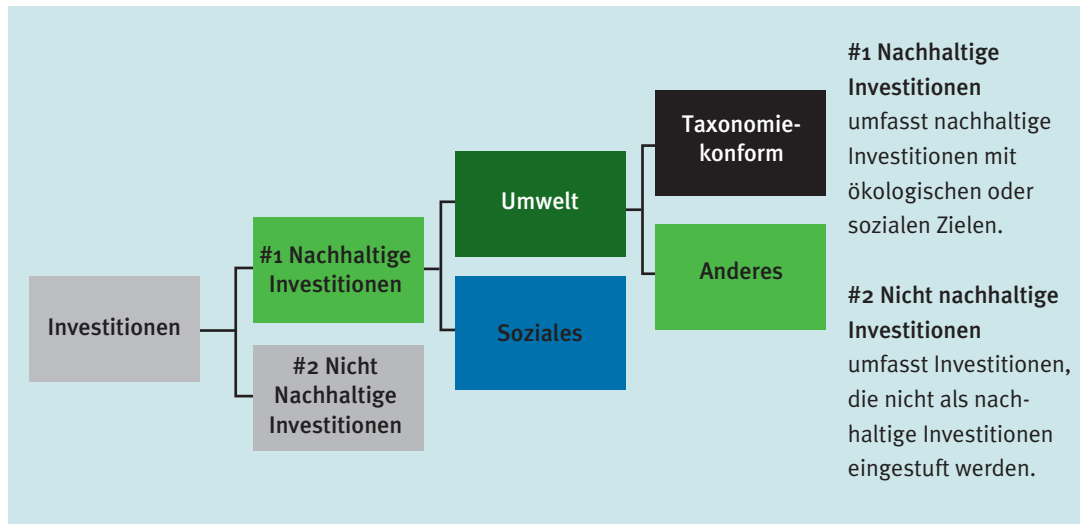 Investitionen
#1 Nachhaltige
Investitionen
#2 Nicht
Nachhaltige
Investitionen
Umwelt
Soziales
Taxonomie-
konform
Anderes
#1 Nachhaltige
Investitionen
umfasst nachhaltige
Investitionen mit
ökologischen oder
sozialen Zielen.
#2 Nicht nachhaltige
Investitionen
umfasst Investitionen,
die nicht als nach-
haltige Investitionen
eingestuft werden.